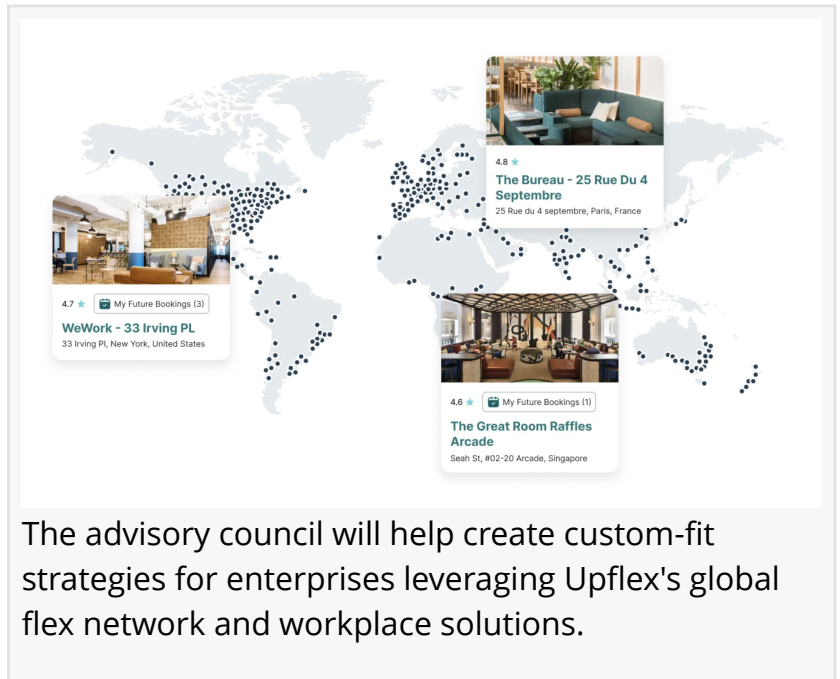 4.8 ★
The Bureau - 25 Rue Du 4
Septembre
25 Rue du 4 septembre, Paris, France
4.7 ★ My Future Bookings (3)
WeWork - 33 Irving PL
33 Irving Pl, New York, United States
4.6 ★ My Future Bookings (1)
The Great Room Raffles
Arcade
Seah St, #02-20 Arcade, Singapore
The advisory council will help create custom-fit
strategies for enterprises leveraging Upflex's global
flex network and workplace solutions.